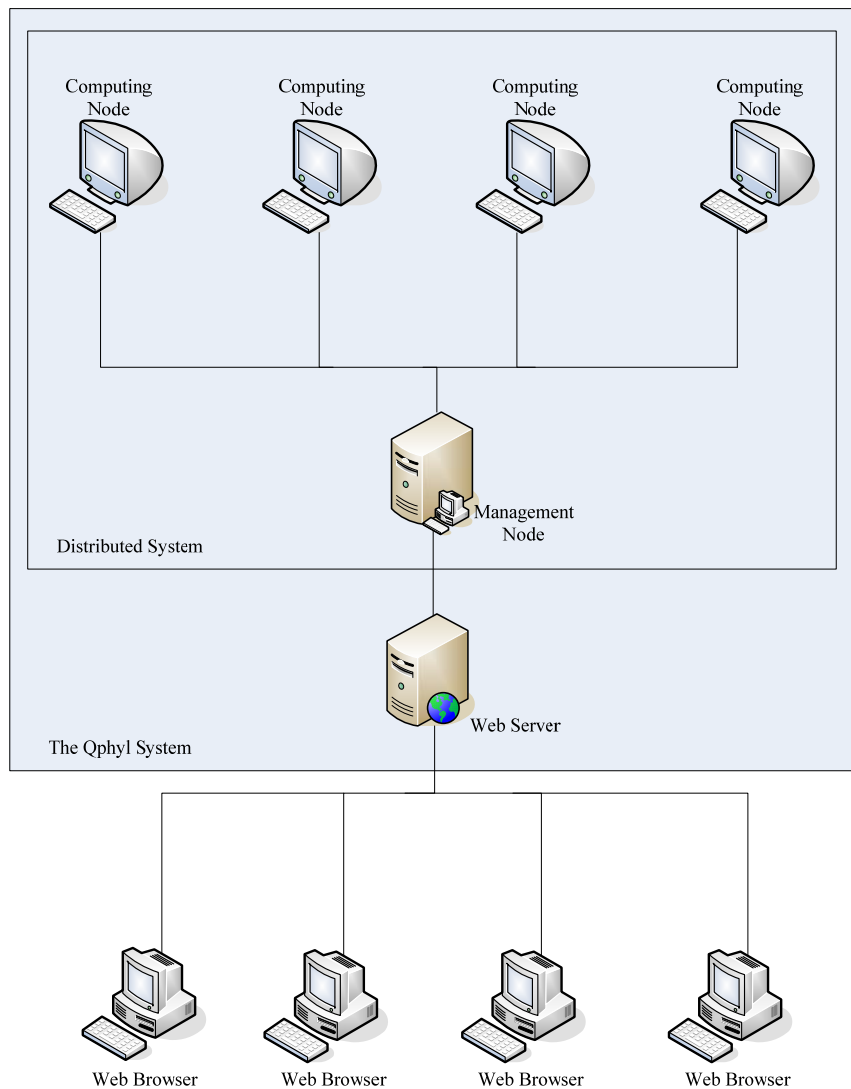 Computing
Node
Computing
Node
Computing
Node
Computing
Node
Management
Node
Distributed System
Web Server
The Qphyl System
Web Browser
Web Browser
Web Browser
Web Browser